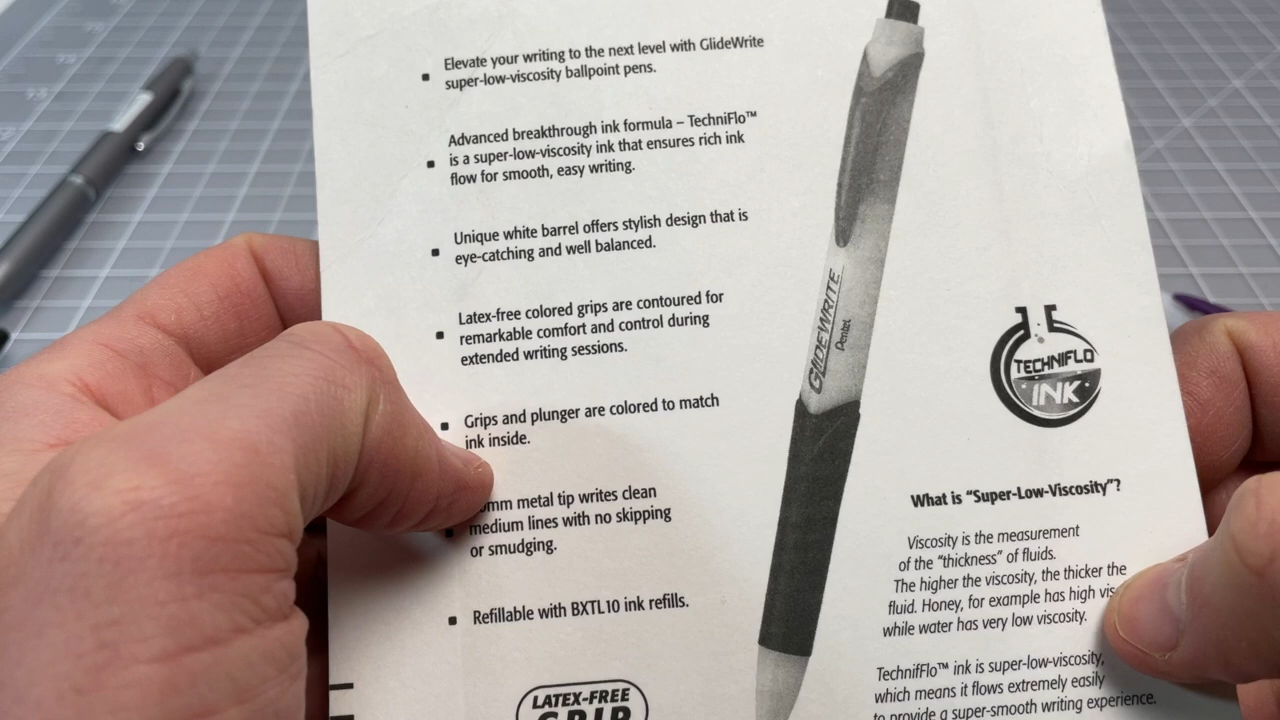 Elevate your writing to the next level with GlideWrite
super-low-viscosity ballpoint pens.
Advanced breakthrough ink formula – TechniFlo™
is a super-low-viscosity ink that ensures rich ink
flow for smooth, easy writing.
Unique white barrel offers stylish design that is
eye-catching and well balanced.
Latex-free colored grips are contoured for
remarkable comfort and control during
extended writing sessions.
Grips and plunger are colored to match
ink inside.
metal tip writes clean
medium lines with no skipping
or smudging.
Refillable with BXTL10 ink refills.
LATEX-FREE
GRIP
GLIDEWRITE
Pentel
TECHNIFLO
INK
What is “Super-Low-Viscosity”?
Viscosity is the measurement
of the “thickness” of fluids.
The higher the viscosity, the thicker the
fluid. Honey, for example has high
while water has very low viscosity.
TechnifFlo™ ink is super-low-viscosity,
which means it flows extremely easily
to provide a super-smooth writing experience.